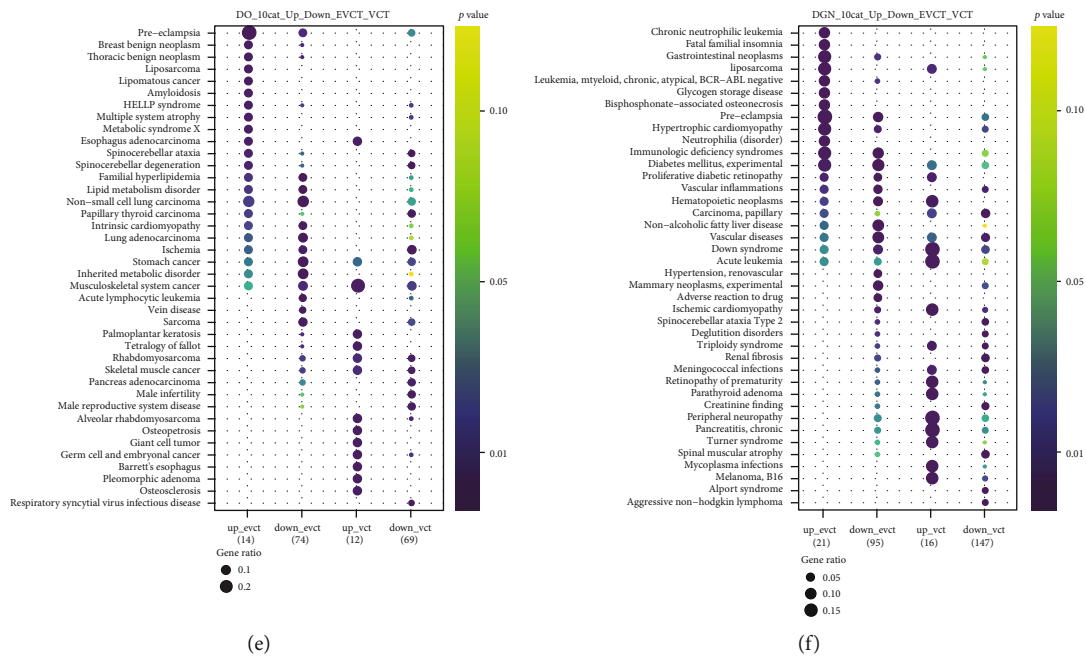 DO_10cat_Up_Down_EVCT_VCT
p value
Pre-eclampsia
Breast benign neoplasm
Thoracic benign neoplasm
Liposarcoma
Lipomatous cancer
Amyloidosis
HELLP syndrome
Multiple system atrophy
Metabolic syndrome X
Esophagus adenocarcinoma
Spinocerebellar ataxia
Spinocerebellar degeneration
Familial hyperlipidemia
Lipid metabolism disorder
Non-small cell lung carcinoma
Papillary thyroid carcinoma
Intrinsic cardiomyopathy
Lung adenocarcinoma
Ischemia
Stomach cancer
Inherited metabolic disorder
Musculoskeletal system cancer
Acute lymphocytic leukemia
Vein disease
Sarcoma
Palmoplantar keratosis
Tetralogy of fallot
Rhabdomyosarcoma
Skeletal muscle cancer
Pancreas adenocarcinoma
Male infertility
Male reproductive system disease
Alveolar rhabdomyosarcoma
Osteopetrosis
Giant cell tumor
Germ cell and embryonal cancer
Barrett's esophagus
Pleomorphic adenoma
Osteosclerosis
Respiratory syncytial virus infectious disease
0.10
0.05
0.01
up_evct down_evct up_vct down_vct
(14) (74) (12) (69)
Gene ratio
0.1
0.2
(e)
DGN_10cat_Up_Down_EVCT_VCT
p value
Chronic neutrophilic leukemia
Fatal familial insomnia
Gastrointestinal neoplasms
liposarcoma
Leukemia, mtyeloid, chronic, atypical, BCR-ABL negative
Glycogen storage disease
Bisphosphonate-associated osteonecrosis
Pre-eclampsia
Hypertrophic cardiomyopathy
Neutrophilia (disorder)
Immunologic deficiency syndromes
Diabetes mellitus, experimental
Proliferative diabetic retinopathy
Vascular inflammations
Hematopoietic neoplasms
Carcinoma, papillary
Non-alcoholic fatty liver disease
Vascular diseases
Down syndrome
Acute leukemia
Hypertension, renovascular
Mammary neoplasms, experimental
Adverse reaction to drug
Ischemic cardiomyopathy
Spinocerebellar ataxia Type 2
Deglutition disorders
Triploidy syndrome
Renal fibrosis
Meningococcal infections
Retinopathy of prematurity
Parathyroid adenoma
Creatinine finding
Peripheral neuropathy
Pancreatitis, chronic
Turner syndrome
Spinal muscular atrophy
Mycoplasma infections
Melanoma, B16
Alport syndrome
Aggressive non-hodgkin lymphoma
0.10
0.05
0.01
up_evct down_evct up_vct down_vct
(21) (95) (16) (147)
Gene ratio
0.05
0.10
0.15
(f)